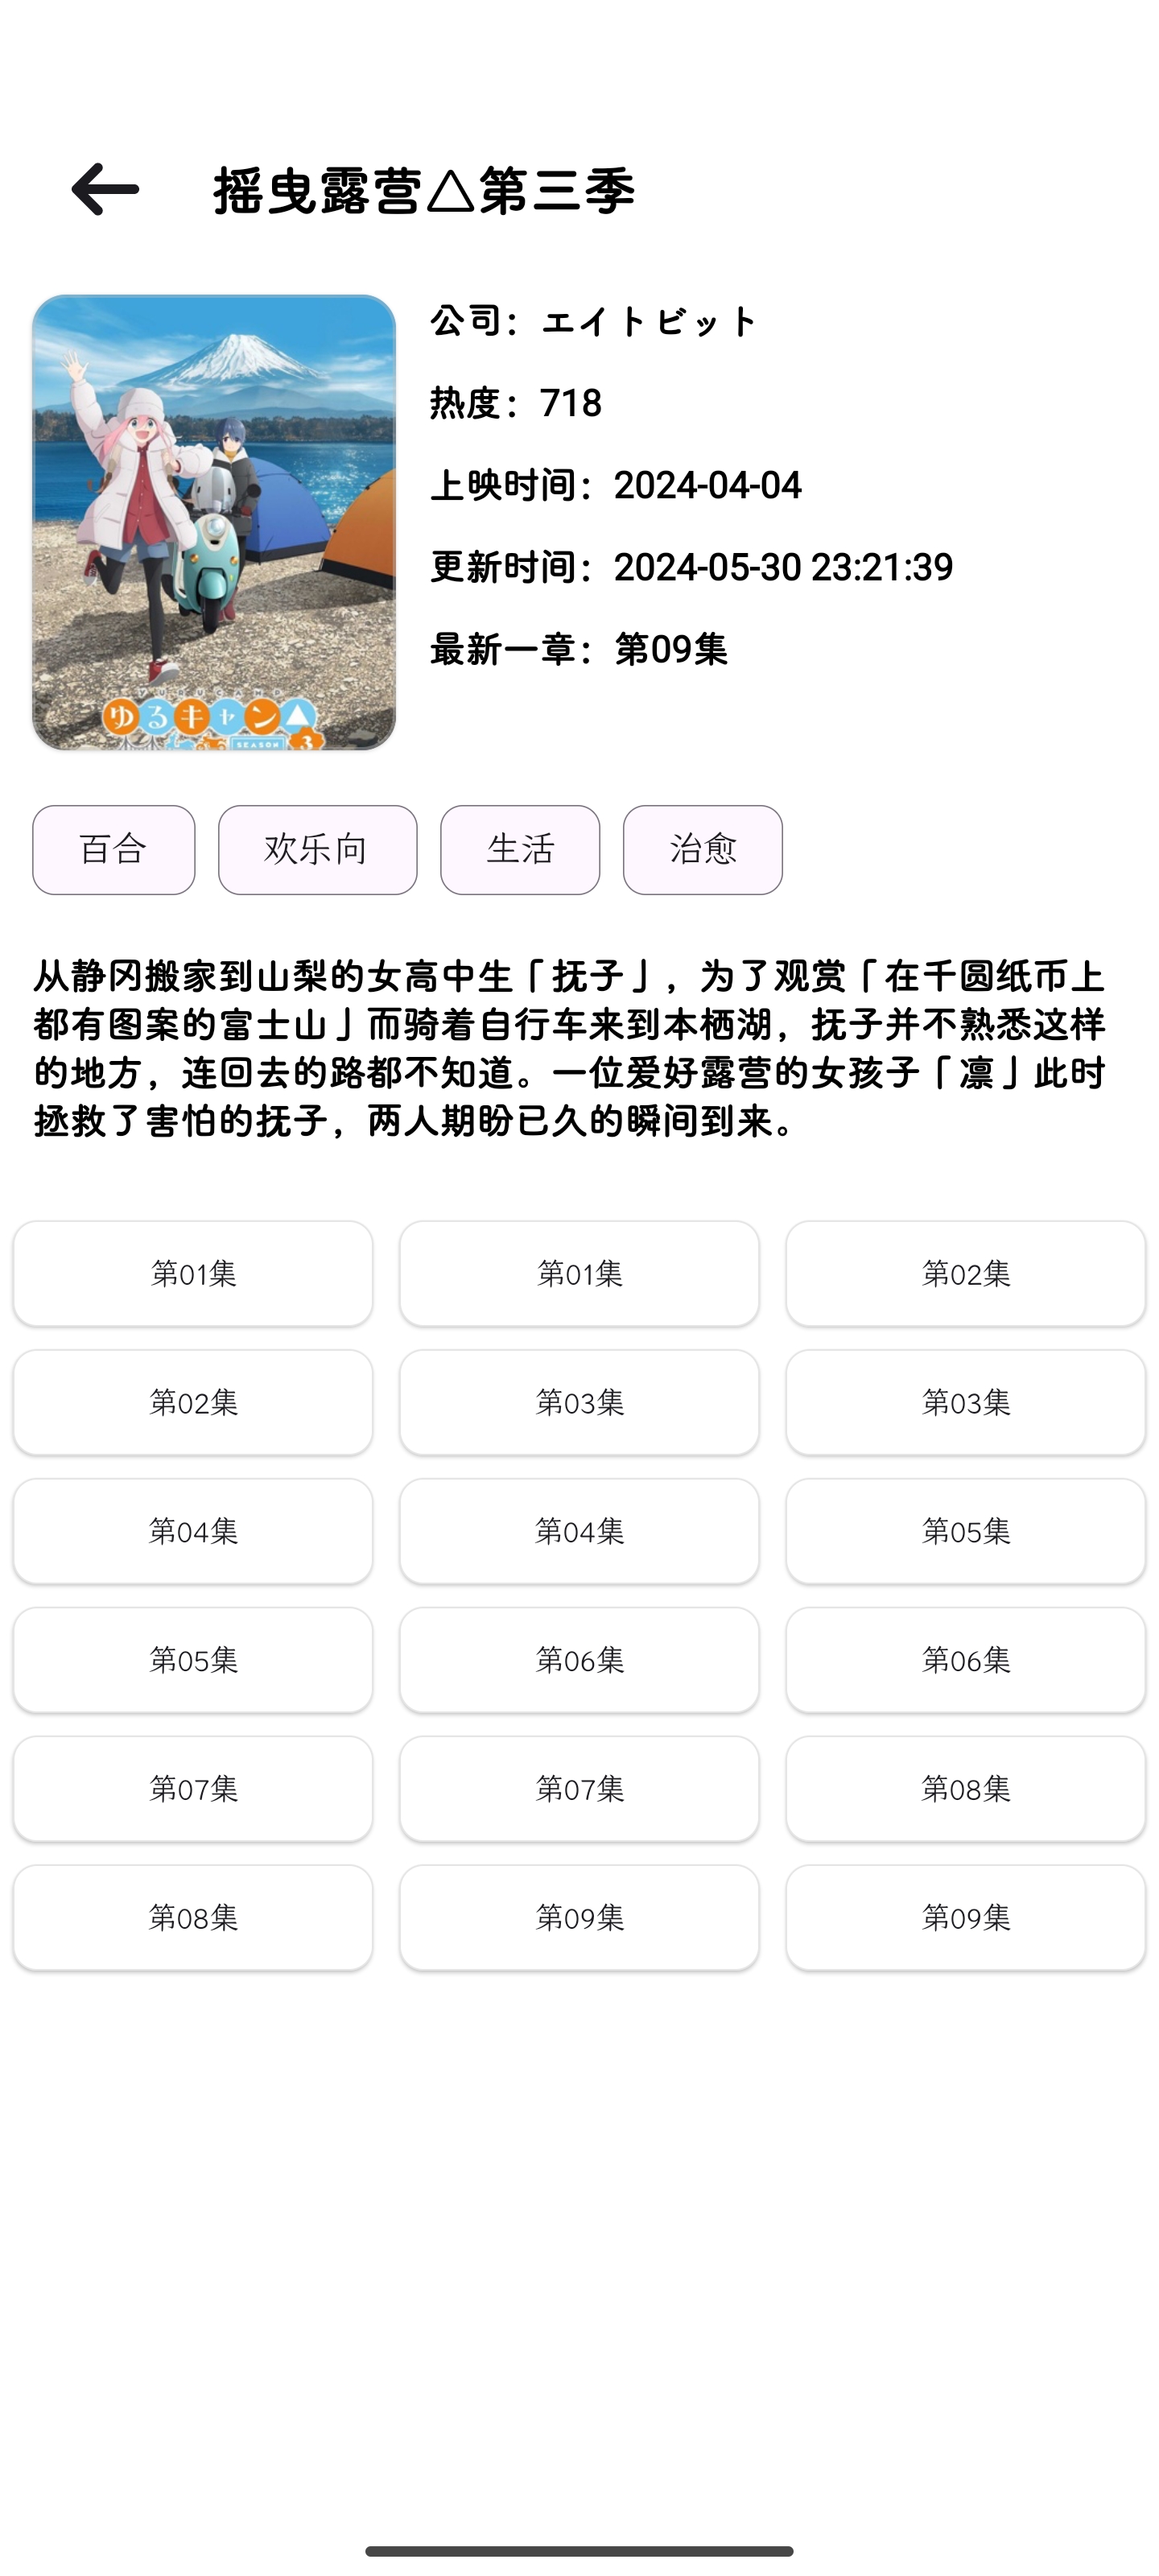 摇曳露营△第三季
公司：エイトビット
热度：718
上映时间：2024-04-04
更新时间：2024-05-30 23:21:39
最新一章：第09集
YURUCAMP
ゆるキャン△
SEASON 3
百合 欢乐向 生活 治愈
从静冈搬家到山梨的女高中生「抚子」，为了观赏「在千圆纸币上
都有图案的富士山」而骑着自行车来到本栖湖，抚子并不熟悉这样
的地方，连回去的路都不知道。一位爱好露营的女孩子「凛」此时
拯救了害怕的抚子，两人期盼已久的瞬间到来。
第01集 第01集 第02集
第02集 第03集 第03集
第04集 第04集 第05集
第05集 第06集 第06集
第07集 第07集 第08集
第08集 第09集 第09集